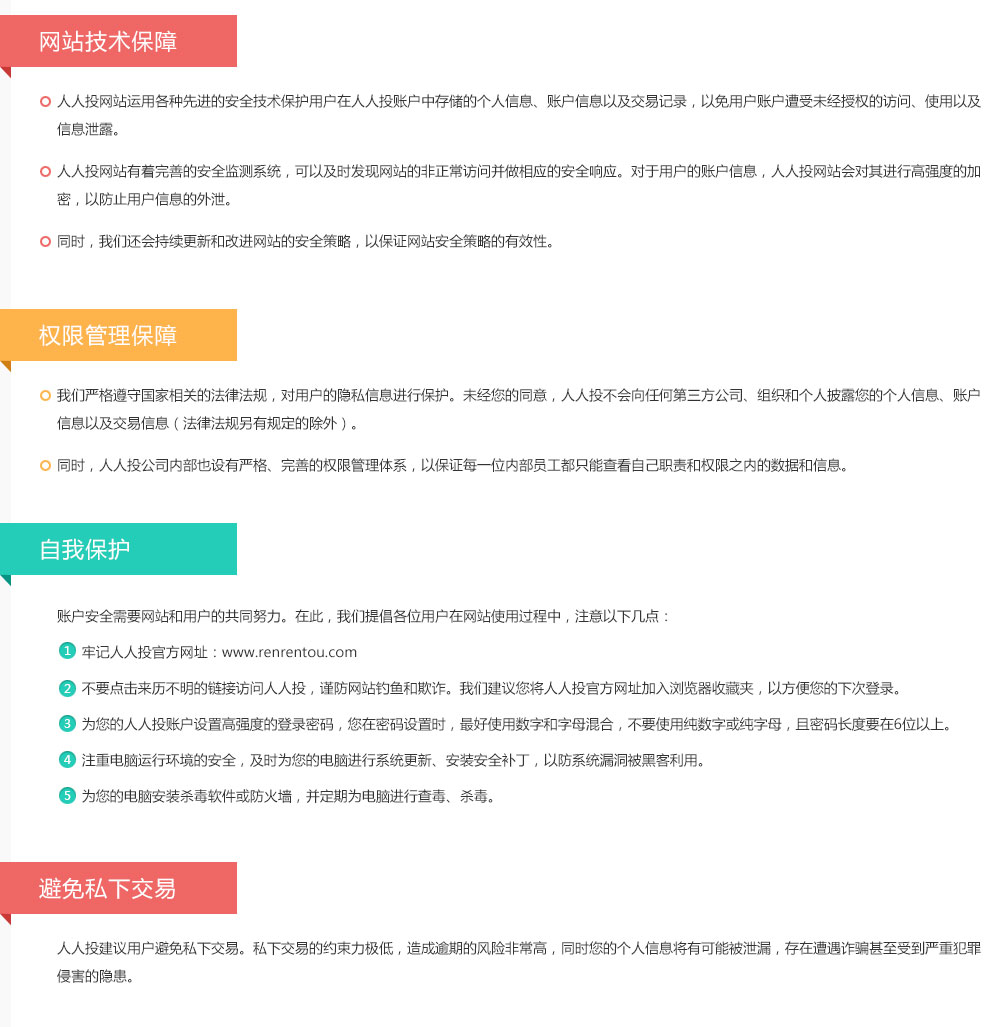 网站技术保障
人人投网站运用各种先进的安全技术保护用户在人人投账户中存储的个人信息、账户信息以及交易记录，以免用户账户遭受未经授权的访问、使用以及
信息泄露。
人人投网站有着完善的安全监测系统，可以及时发现网站的非正常访问并做相应的安全响应。对于用户的账户信息，人人投网站会对其进行高强度的加
密，以防止用户信息的外泄。
同时，我们还会持续更新和改进网站的安全策略，以保证网站安全策略的有效性。
权限管理保障
我们严格遵守国家相关的法律法规，对用户的隐私信息进行保护。未经您的同意，人人投不会向任何第三方公司、组织和个人披露您的个人信息、账户
信息以及交易信息（法律法规另有规定的除外）。
同时，人人投公司内部也设有严格、完善的权限管理体系，以保证每一位内部员工都只能查看自己职责和权限之内的数据和信息。
自我保护
账户安全需要网站和用户的共同努力。在此，我们提倡各位用户在网站使用过程中，注意以下几点：
1 牢记人人投官方网址：www.renrentou.com
2 不要点击来历不明的链接访问人人投，谨防网站钓鱼和欺诈。我们建议您将人人投官方网址加入浏览器收藏夹，以方便您的下次登录。
3 为您的人人投账户设置高强度的登录密码，您在密码设置时，最好使用数字和字母混合，不要使用纯数字或纯字母，且密码长度要在6位以上。
4 注重电脑运行环境的安全，及时为您的电脑进行系统更新、安装安全补丁，以防系统漏洞被黑客利用。
5 为您的电脑安装杀毒软件或防火墙，并定期为电脑进行查毒、杀毒。
避免私下交易
人人投建议用户避免私下交易。私下交易的约束力极低，造成逾期的风险非常高，同时您的个人信息将有可能被泄漏，存在遭遇诈骗甚至受到严重犯罪
侵害的隐患。